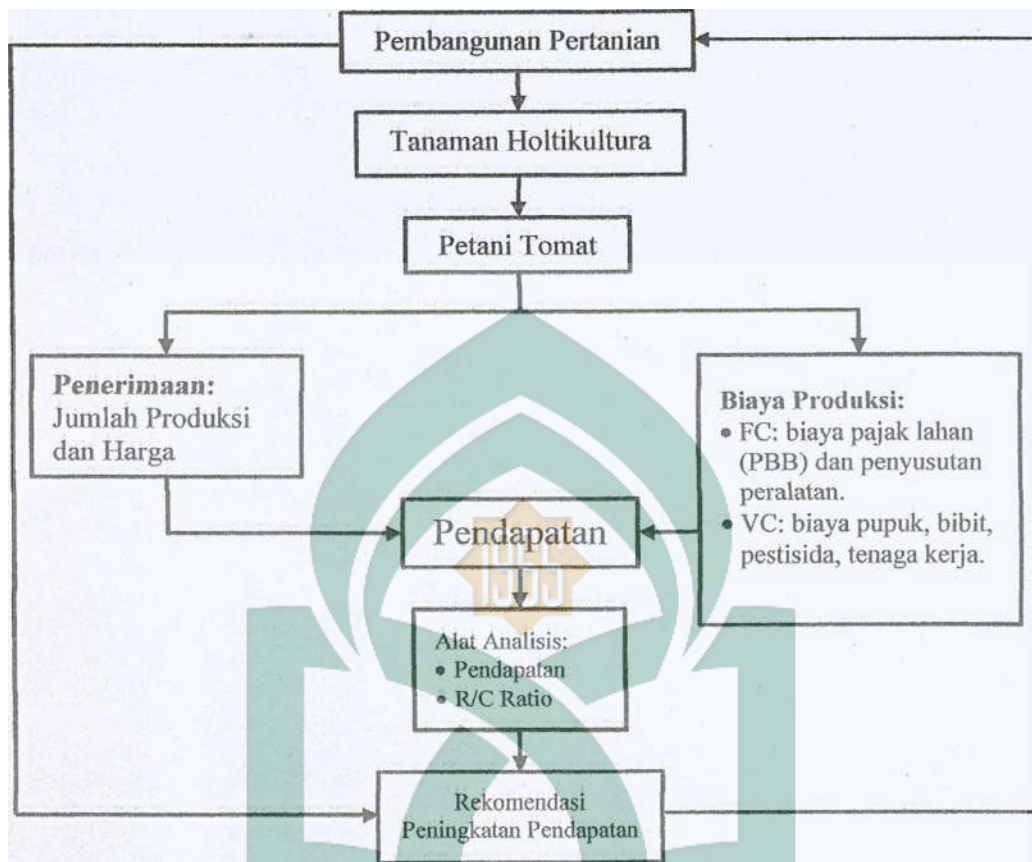 Pembangunan Pertanian
Tanaman Holtikultura
Petani Tomat
Penerimaan:
Jumlah Produksi
dan Harga
Biaya Produksi:
• FC: biaya pajak lahan
(PBB) dan penyusutan
peralatan.
• VC: biaya pupuk, bibit,
pestisida, tenaga kerja.
Pendapatan
1965
Alat Analisis:
• Pendapatan
• R/C Ratio
Rekomendasi
Peningkatan Pendapatan